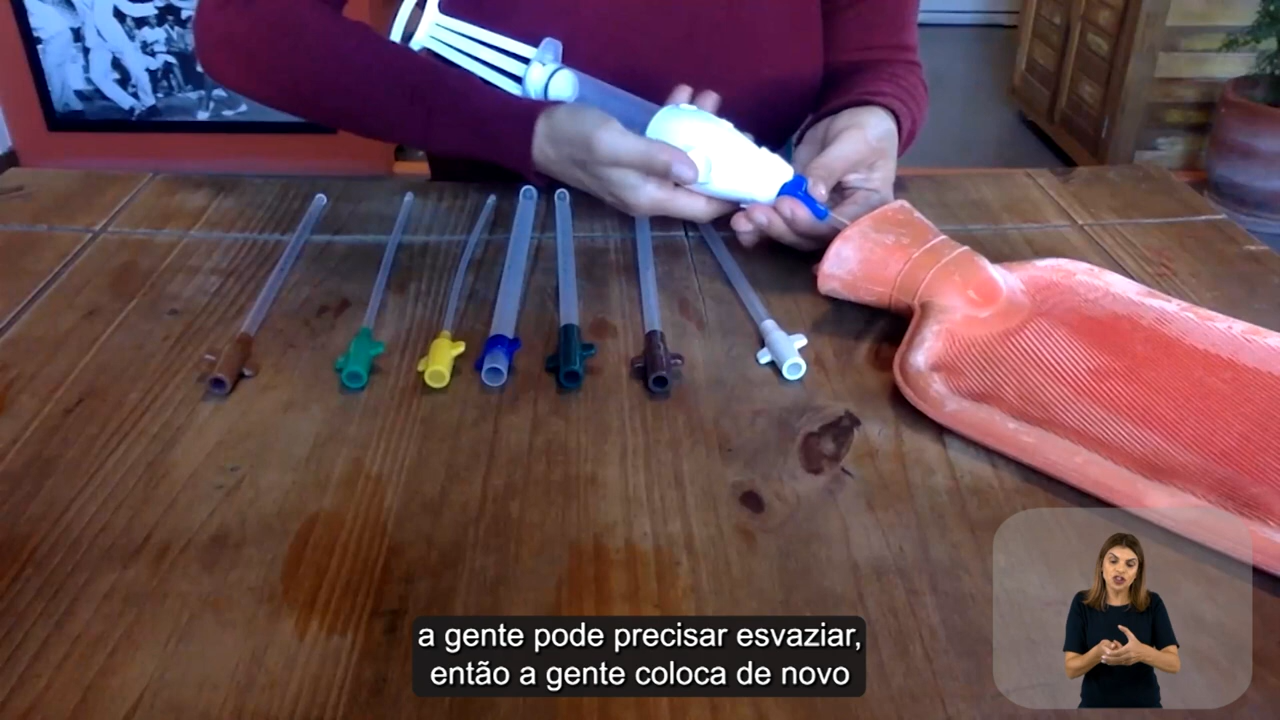 a gente pode precisar esvaziar,
então a gente coloca de novo